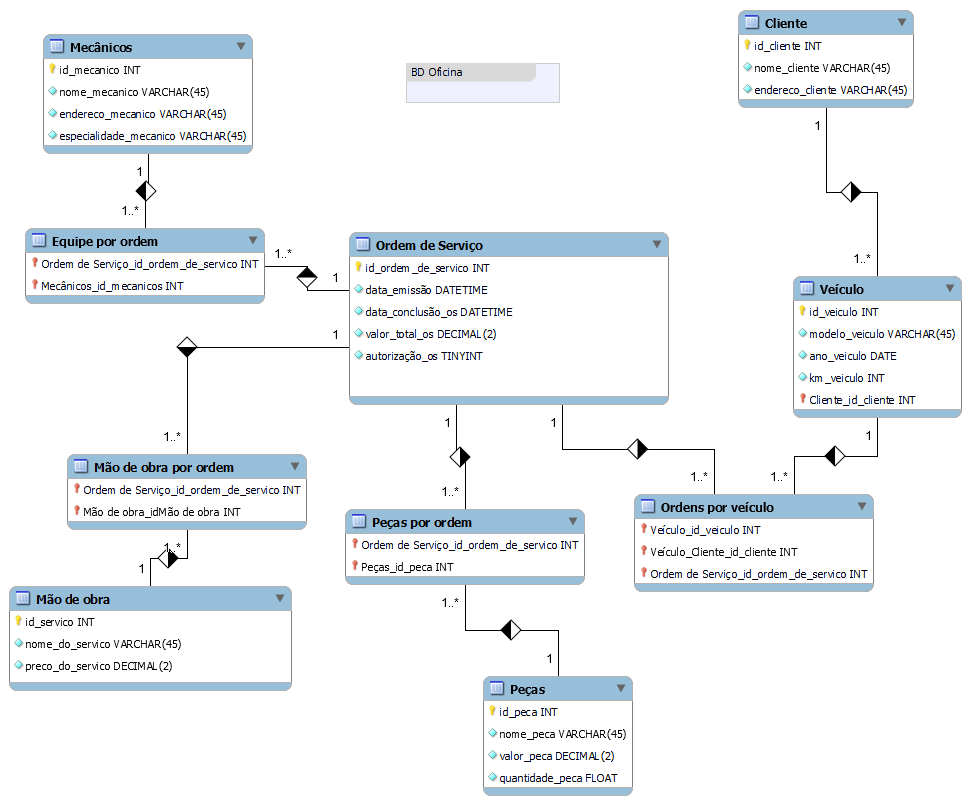 Mecânicos
id_mecanico INT
nome_mecanico VARCHAR(45)
endereco_mecanico VARCHAR(45)
especialidade_mecanico VARCHAR(45)
BD Oficina
Cliente
id_cliente INT
nome_cliente VARCHAR(45)
endereco_cliente VARCHAR(45)
1
1..*
1
1..*
Equipe por ordem
Ordem de Serviço_id_ordem_de_servico INT
Mecânicos_id_mecanicos INT
1..*
1
Ordem de Serviço
id_ordem_de_servico INT
data_emissão DATETIME
data_conclusão_os DATETIME
valor_total_os DECIMAL(2)
autorização_os TINYINT
Veículo
id_veiculo INT
modelo_veiculo VARCHAR(45)
ano_veiculo DATE
km_veiculo INT
Cliente_id_cliente INT
1
1..*
1
1..*
1
1..*
1
1..*
Mão de obra por ordem
Ordem de Serviço_id_ordem_de_servico INT
Mão de obra_idMão de obra INT
Peças por ordem
Ordem de Serviço_id_ordem_de_servico INT
Peças_id_peca INT
Ordens por veículo
Veículo_id_veiculo INT
Veículo_Cliente_id_cliente INT
Ordem de Serviço_id_ordem_de_servico INT
1..*
1
Mão de obra
id_servico INT
nome_do_servico VARCHAR(45)
preco_do_servico DECIMAL(2)
1..*
1
Peças
id_peca INT
nome_peca VARCHAR(45)
valor_peca DECIMAL(2)
quantidade_peca FLOAT